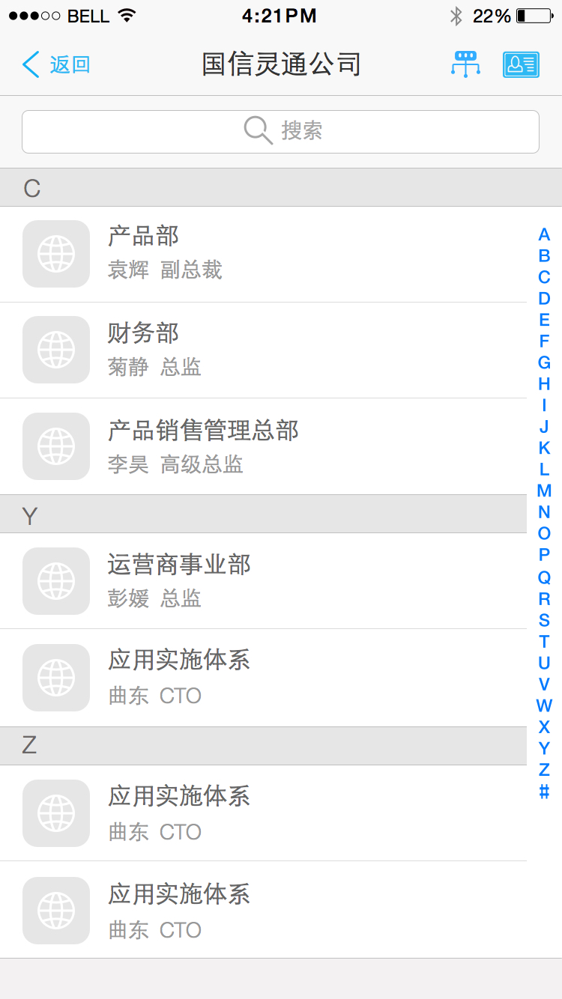 BELL 4:21PM 22%
返回 国信灵通公司
搜索
C
产品部
袁辉 副总裁
财务部
菊静 总监
产品销售管理总部
李昊 高级总监
Y
运营商事业部
彭媛 总监
应用实施体系
曲东 CTO
Z
应用实施体系
曲东 CTO
应用实施体系
曲东 CTO
A
B
C
D
E
F
G
H
I
J
K
L
M
N
O
P
Q
R
S
T
U
V
W
X
Y
Z
#